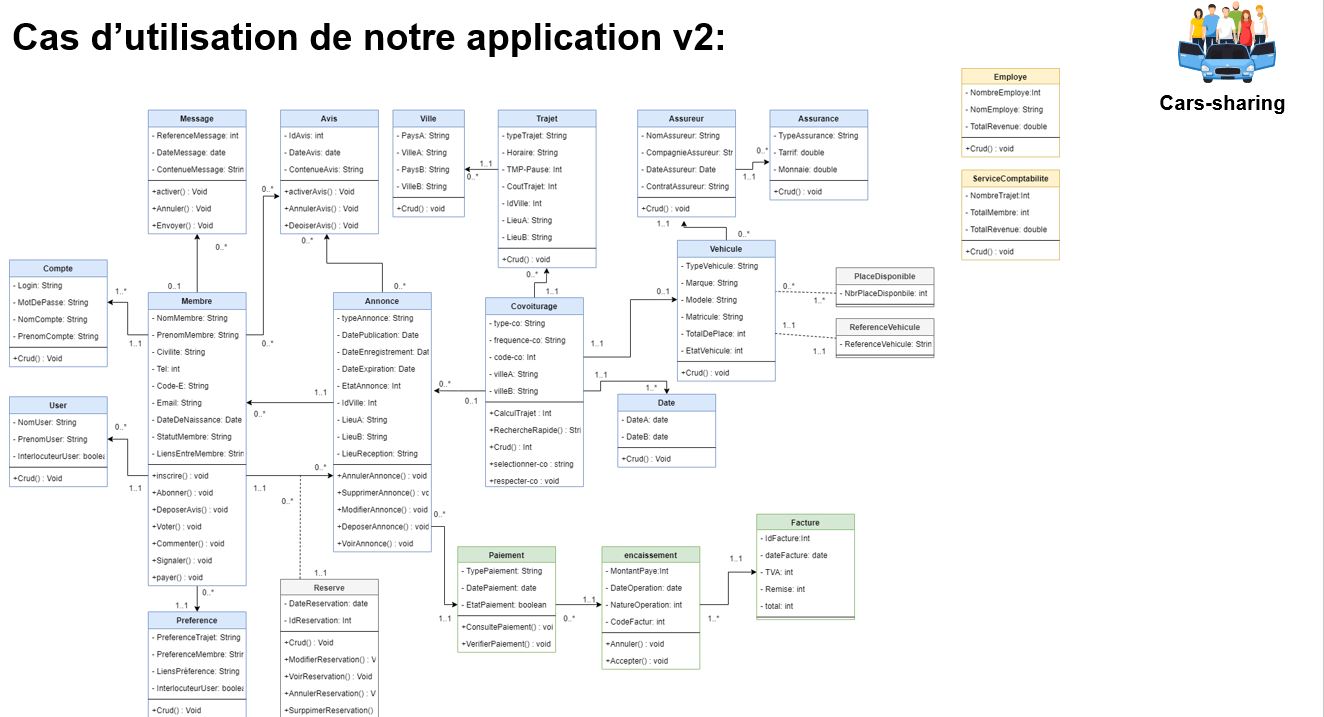 Cas d’utilisation de notre application v2:
Cars-sharing
Message
- ReferenceMessage: int
- DateMessage: date
- ContenueMessage: Strin
+activer() : Void
+Annuler() : Void
+Envoyer() : Void
Avis
- IdAvis: int
- DateAvis: date
- ContenueAvis: String
+activerAvis() : Void
+AnnulerAvis() : Void
+DeoiserAvis() : Void
Ville
- PaysA: String
- VilleA: String
- PaysB: String
- VilleB: String
+Crud() : void
Trajet
- typeTrajet: String
- Horaire: String
- TMP-Pause: Int
- CoutTrajet: Int
- IdVille: Int
- LieuA: String
- LieuB: String
+Crud() : void
Assureur
- NomAssureur: String
- CompagnieAssureur: Str
- DateAssureur: Date
- ContratAssureur: String
+Crud() : void
Assurance
- TypeAssurance: String
- Tarrif: double
- Monnaie: double
+Crud() : void
Employe
- NombreEmploye:Int
- NomEmploye: String
- TotalRevenue: double
+Crud() : void
ServiceComptabilite
- NombreTrajet:Int
- TotalMembre: int
- TotalRevenue: double
+Crud() : void
1..1
0..*
0..*
1..1
0..*
1..1
0..*
0..*
0..*
0..*
1..1
0..1
0..*
Compte
- Login: String
- MotDePasse: String
- NomCompte: String
- PrenomCompte: String
+Crud() : Void
1..*
1..1
Membre
- NomMembre: String
- PrenomMembre: String
- Civilite: String
- Tel: int
- Code-E: String
- Email: String
- DateDeNaissance: Date
- StatutMembre: String
- LiensEntreMembre: Strin
+inscrire() : void
+Abonner() : void
+DeposerAvis() : void
+Voter() : void
+Commenter() : void
+Signaler() : void
+payer() : void
Annonce
- typeAnnonce: String
- DatePublication: Date
- DateEnregistrement: Dat
- DateExpiration: Date
- EtatAnnonce: Int
- IdVille: Int
- LieuA: String
- LieuB: String
- LieuReception: String
+AnnulerAnnonce() : void
+SupprimerAnnonce() : vc
+ModifierAnnonce() : void
+DeposerAnnonce() : void
+VoirAnnonce() : void
Covoiturage
- type-co: String
- frequence-co: String
- code-co: Int
- villeA: String
- villeB: String
+CalculTrajet : Int
+RechercheRapide() : Stri
+Crud() : Int
+selectionner-co : string
+respecter-co : void
Vehicule
- TypeVehicule: String
- Marque: String
- Modele: String
- Matricule: String
- TotalDePlace: int
- EtatVehicule: int
+Crud() : void
PlaceDisponible
- NbrPlaceDisponbile: int
ReferenceVehicule
- ReferenceVehicule: Strin
0..*
1..*
1..1
1..1
0..1
1..1
1..1
1..*
0..*
0..1
1..1
0..*
0..*
Date
- DateA: date
- DateB: date
+Crud() : Void
User
- NomUser: String
- PrenomUser: String
- InterlocuteurUser: boolea
+Crud() : Void
0..*
1..1
0..*
1..1
0..*
1..1
0..*
1..1
Preference
- PreferenceTrajet: String
- PreferenceMembre: Strir
- LiensPréference: String
- InterlocuteurUser: boolea
+Crud() : Void
Reserve
- DateReservation: date
- IdReservation: Int
+Crud() : Void
+ModifierReservation() : V
+VoirReservation() : Void
+AnnulerReservation() : V
+SurppimerReservation()
0..*
1..1
Paiement
- TypePaiement: String
- DatePaiement: date
- EtatPaiement: boolean
+ConsultePaiement() : voi
+VerifierPaiement() : void
1..1
0..*
encaissement
- MontantPaye:Int
- DateOperation: date
- NatureOperation: int
- CodeFactur: int
+Annuler() : void
+Accepter() : void
1..1
1..*
Facture
- IdFacture:Int
- dateFacture: date
- TVA: int
- Remise: int
- total: int